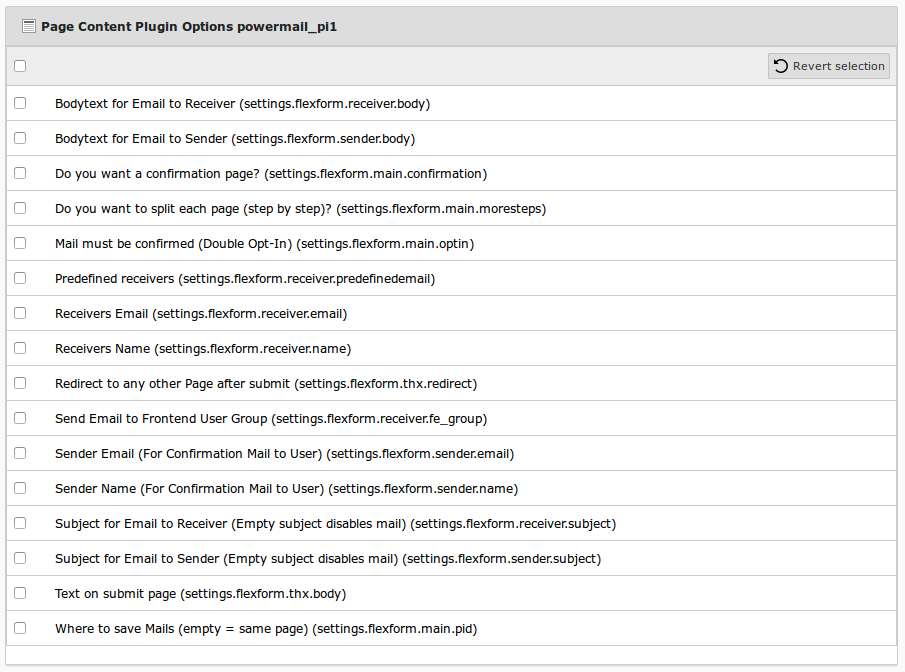 Page Content Plugin Options powermail_pi1
Revert selection
Bodytext for Email to Receiver (settings.flexform.receiver.body)
Bodytext for Email to Sender (settings.flexform.sender.body)
Do you want a confirmation page? (settings.flexform.main.confirmation)
Do you want to split each page (step by step)? (settings.flexform.main.moresteps)
Mail must be confirmed (Double Opt-In) (settings.flexform.main.optin)
Predefined receivers (settings.flexform.receiver.predefinedemail)
Receivers Email (settings.flexform.receiver.email)
Receivers Name (settings.flexform.receiver.name)
Redirect to any other Page after submit (settings.flexform.thx.redirect)
Send Email to Frontend User Group (settings.flexform.receiver.fe_group)
Sender Email (For Confirmation Mail to User) (settings.flexform.sender.email)
Sender Name (For Confirmation Mail to User) (settings.flexform.sender.name)
Subject for Email to Receiver (Empty subject disables mail) (settings.flexform.receiver.subject)
Subject for Email to Sender (Empty subject disables mail) (settings.flexform.sender.subject)
Text on submit page (settings.flexform.thx.body)
Where to save Mails (empty = same page) (settings.flexform.main.pid)